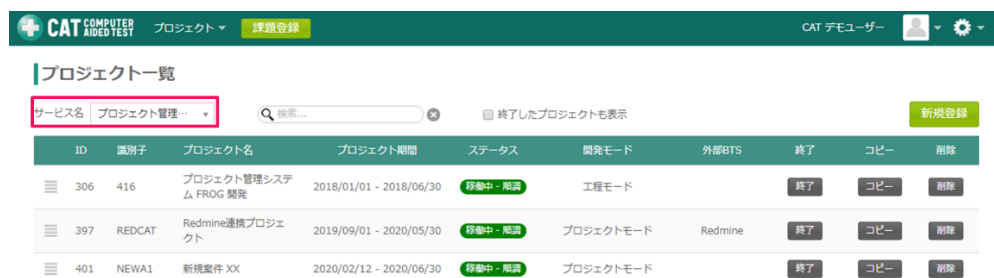 CAT COMPUTER AIDED TEST プロジェクト 課題登録 CAT デモユーザー
プロジェクト一覧
サービス名 プロジェクト管理… 検索... 終了したプロジェクトも表示 新規登録
ID 識別子 プロジェクト名 プロジェクト期間 ステータス 開発モード 外部BTS 終了 コピー 削除
306 416 プロジェクト管理システ
ム FROG 開発 2018/01/01 - 2018/06/30 稼働中 - 順調 工程モード 終了 コピー 削除
397 REDCAT Redmine連携プロジェ
クト 2019/09/01 - 2020/05/30 稼働中 - 順調 プロジェクトモード Redmine 終了 コピー 削除
401 NEWA1 新規案件 XX 2020/02/12 - 2020/06/30 稼働中 - 順調 プロジェクトモード 終了 コピー 削除